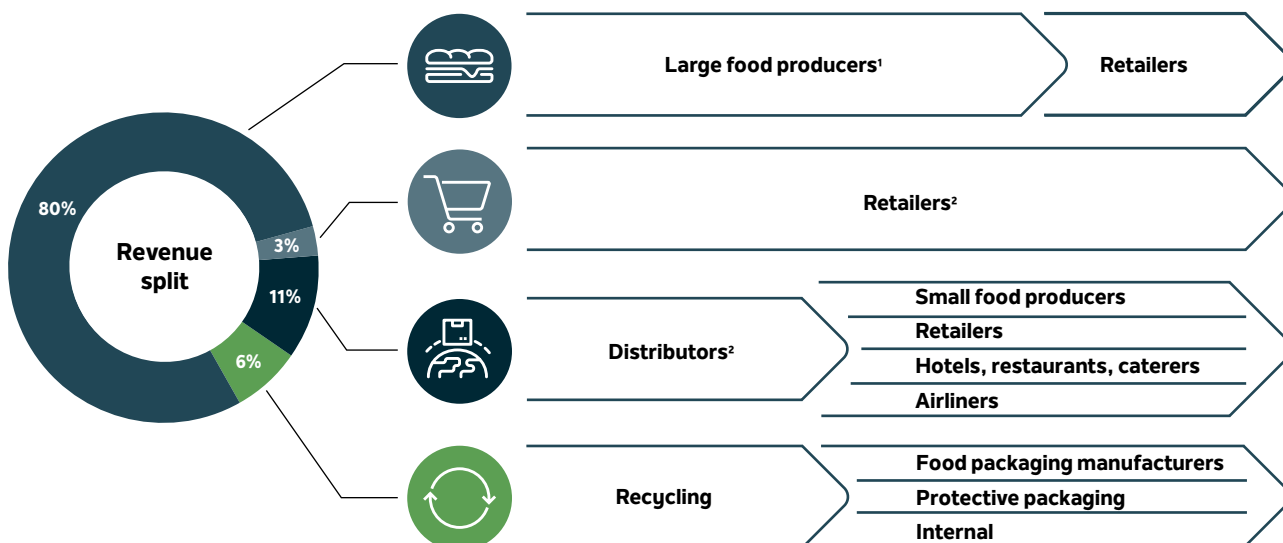 80%
3%
11%
6%
Revenue
split
Large food producers¹
Retailers
Retailers²
Distributors²
Small food producers
Retailers
Hotels, restaurants, caterers
Airliners
Recycling
Food packaging manufacturers
Protective packaging
Internal